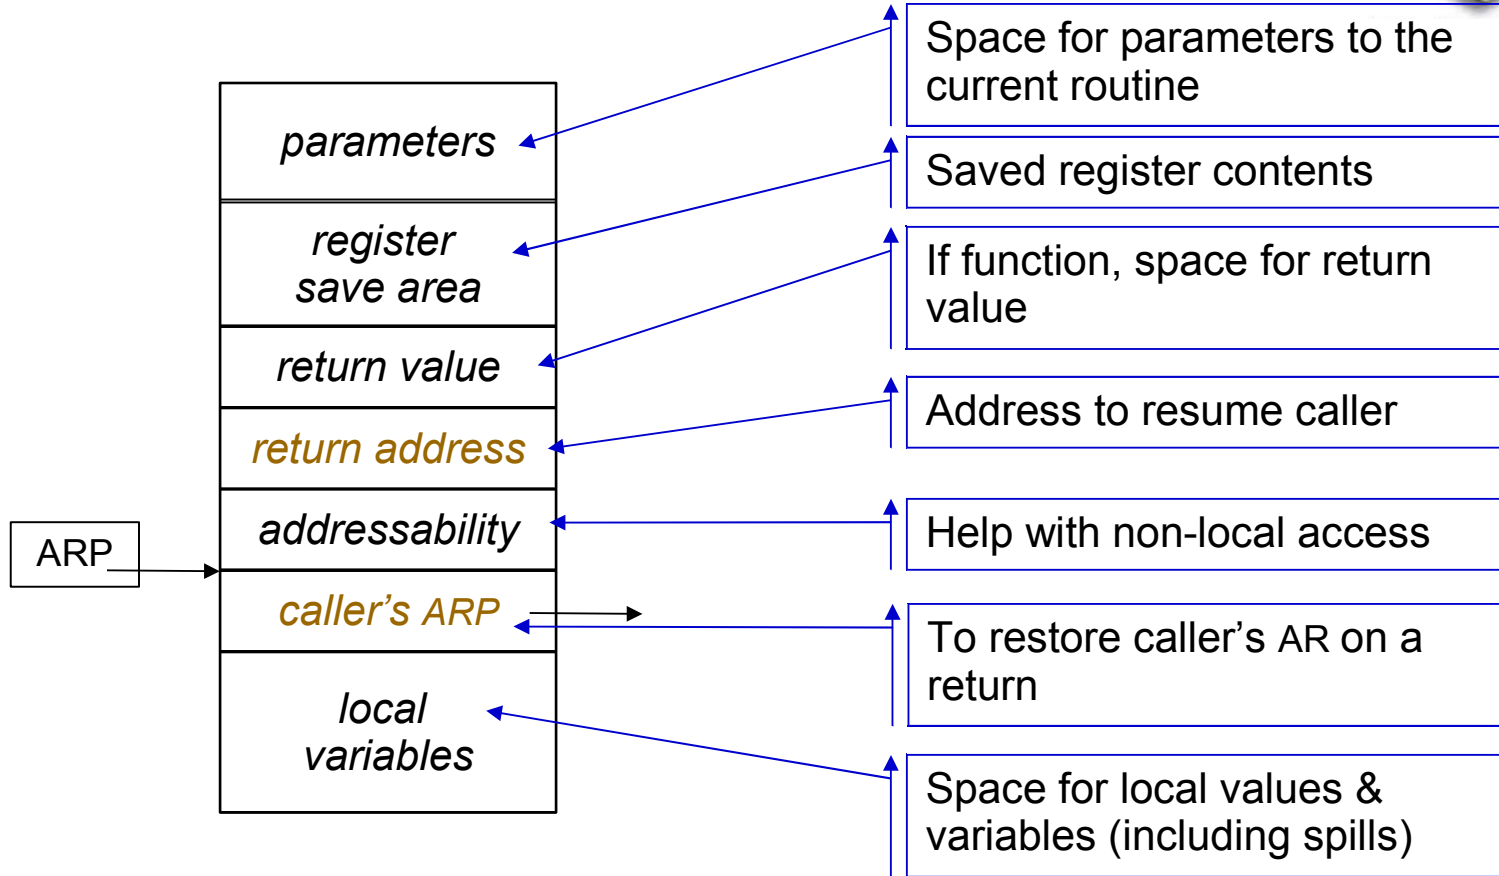 parameters
register
save area
return value
return address
addressability
ARP
caller’s ARP
local
variables
Space for parameters to the
current routine
Saved register contents
If function, space for return
value
Address to resume caller
Help with non-local access
To restore caller’s AR on a
return
Space for local values &
variables (including spills)